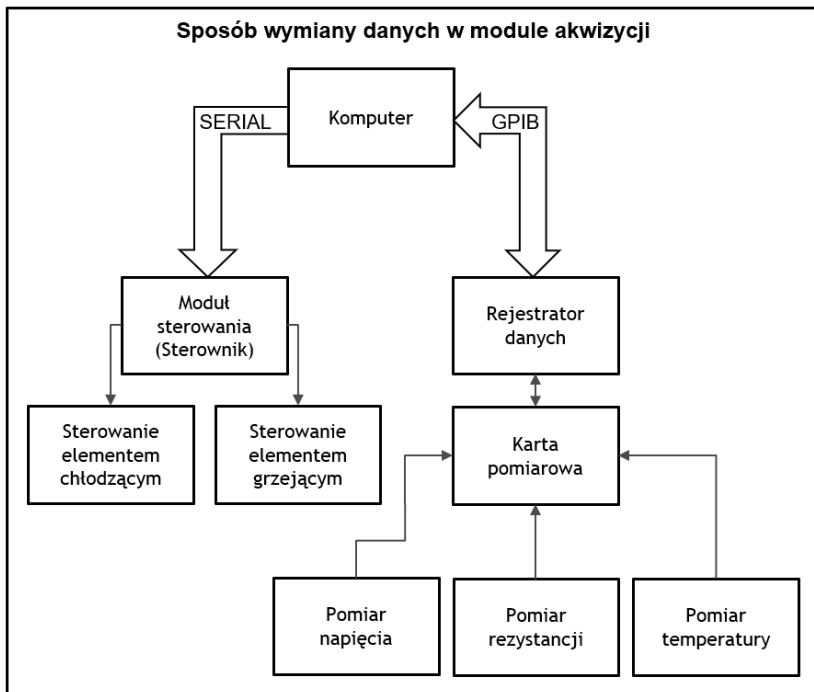 Sposób wymiany danych w module akwizycji
SERIAL
Komputer
GPIB
Moduł
sterowania
(Sterownik)
Rejestrator
danych
Sterowanie
elementem
chłodzącym
Sterowanie
elementem
grzejącym
Karta
pomiarowa
Pomiar
napięcia
Pomiar
rezystancji
Pomiar
temperatury